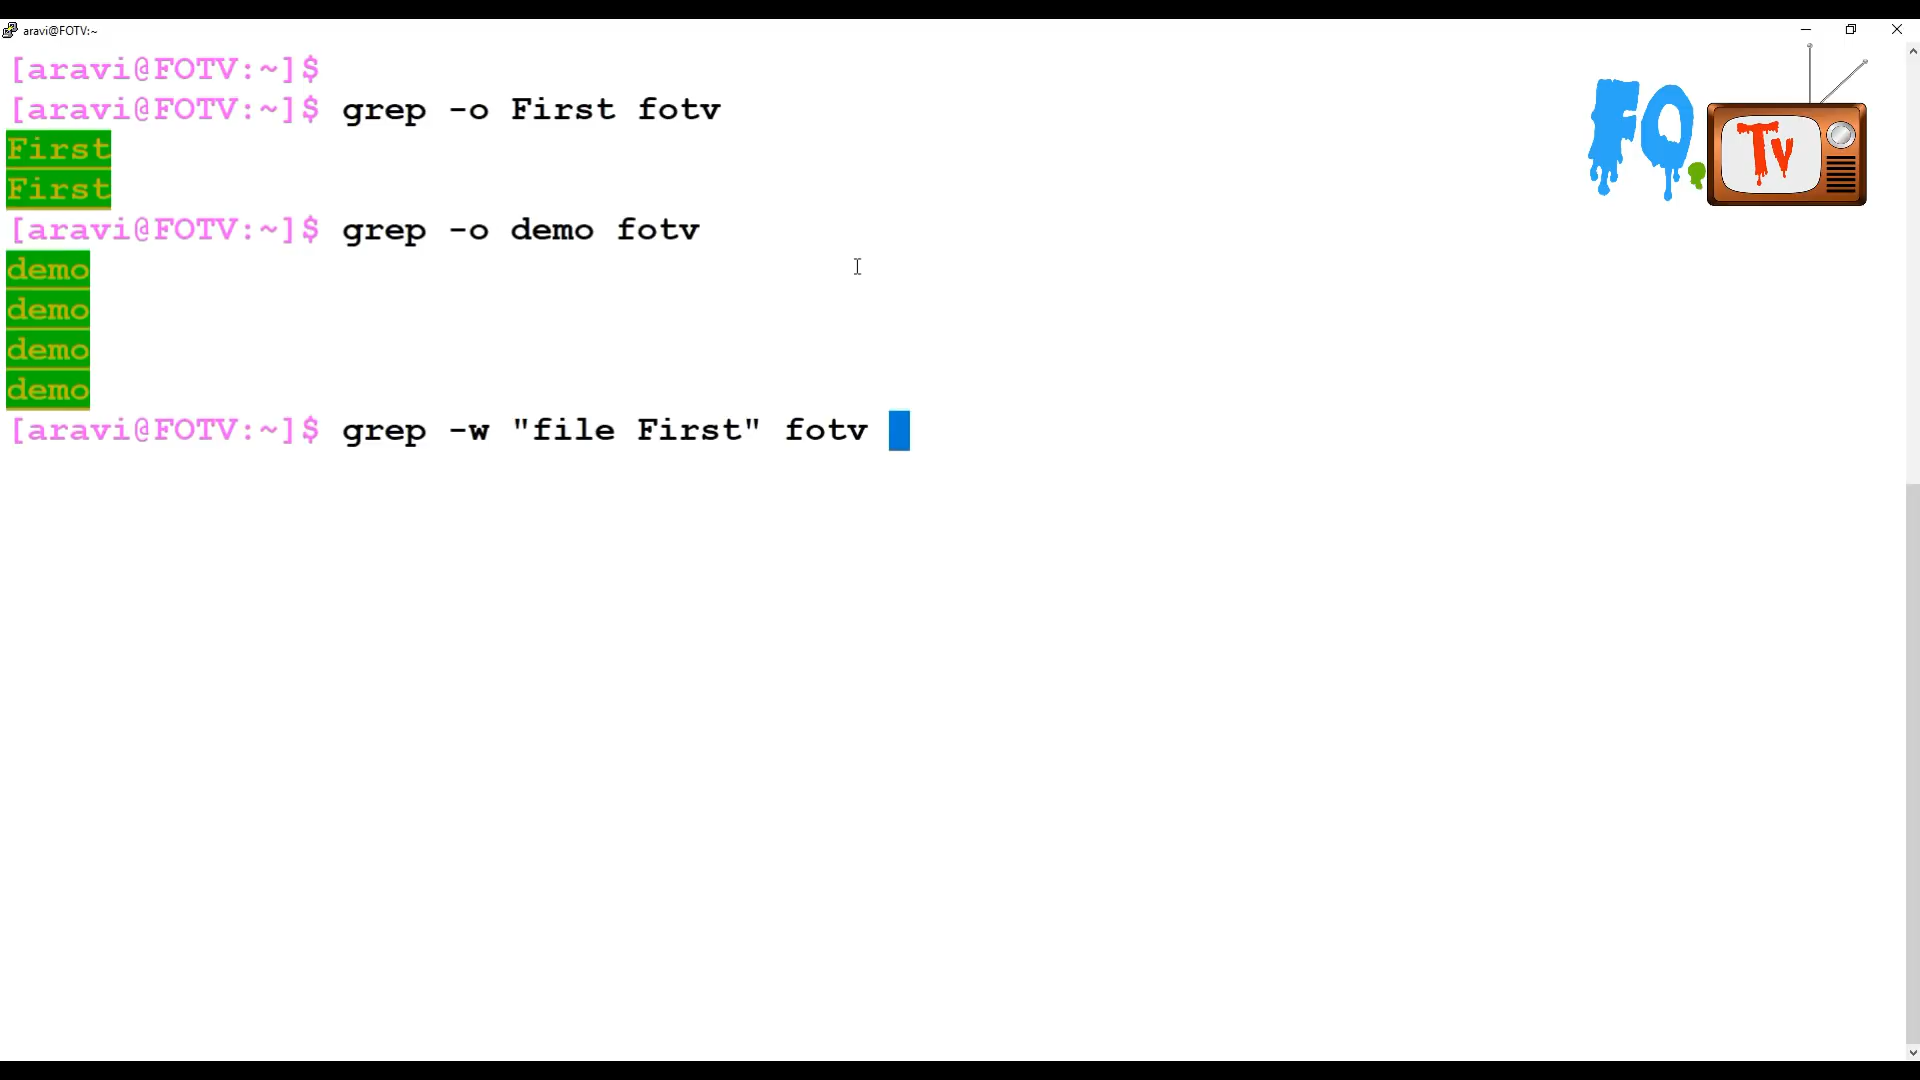 aravi@FOTV:~
[aravi@FOTV:~]$
[aravi@FOTV:~]$ grep -o First fotv
First
First
[aravi@FOTV:~]$ grep -o demo fotv
demo
demo
demo
demo
[aravi@FOTV:~]$ grep -w "file First" fotv
FO.
Tv